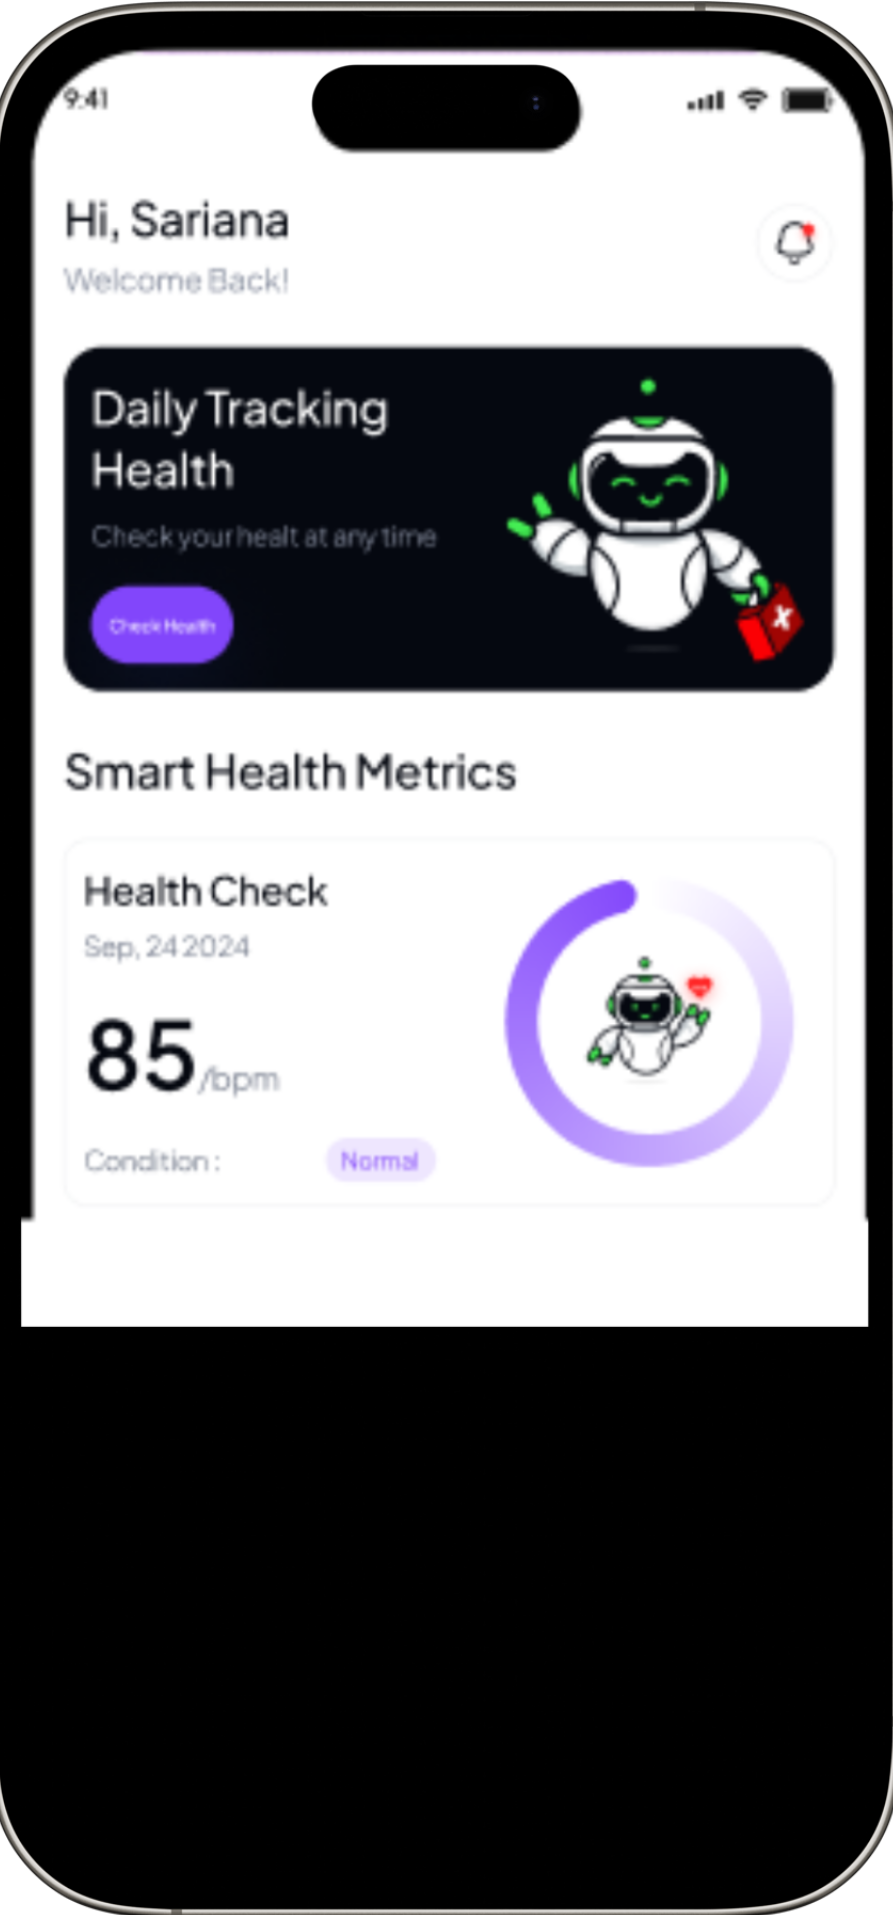 9:41
Hi, Sariana
Welcome Back!
Daily Tracking
Health
Check your healt at any time
Check Health
Smart Health Metrics
Health Check
Sep, 24 2024
85/bpm
Condition :
Normal